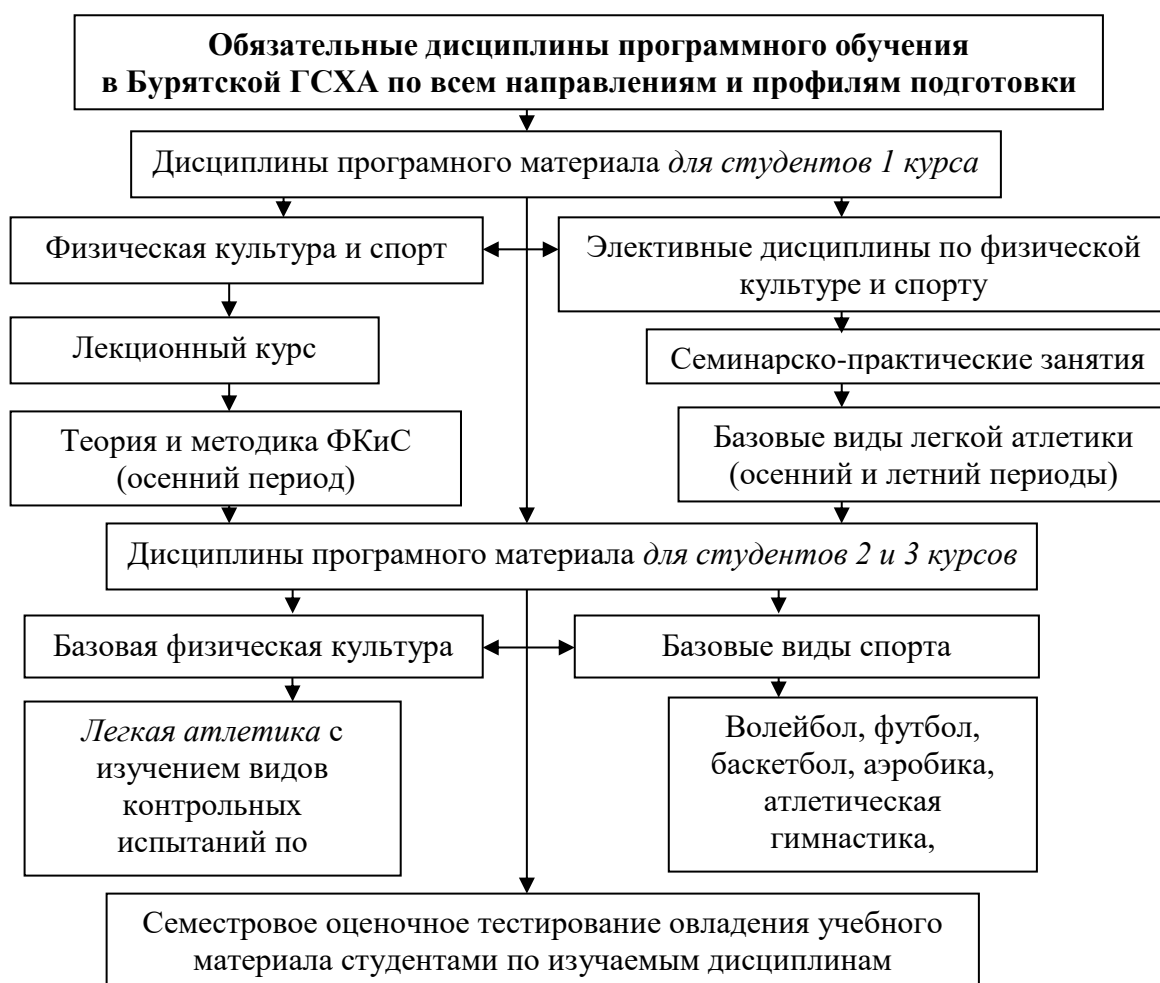 Обязательные дисциплины программного обучения
в Бурятской ГСХА по всем направлениям и профилям подготовки
Дисциплины програмного материала для студентов 1 курса
Физическая культура и спорт
Элективные дисциплины по физической
культуре и спорту
Лекционный курс
Семинарско-практические занятия
Теория и методика ФКиС
(осенний период)
Базовые виды легкой атлетики
(осенний и летний периоды)
Дисциплины програмного материала для студентов 2 и 3 курсов
Базовая физическая культура
Базовые виды спорта
Легкая атлетика с
изучением видов
контрольных
испытаний по
Волейбол, футбол,
баскетбол, аэробика,
атлетическая
гимнастика,
Семестровое оценочное тестирование овладения учебного
материала студентами по изучаемым дисциплинам